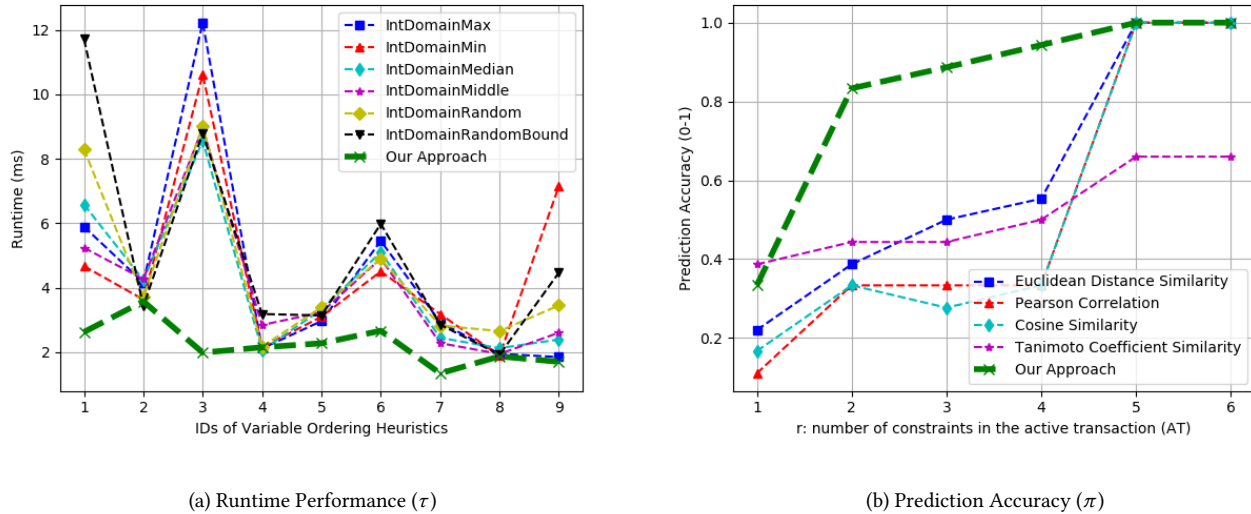 12
10
8
6
4
2
Runtime (ms)
IntDomainMax
IntDomainMin
IntDomainMedian
IntDomainMiddle
IntDomainRandom
IntDomainRandomBound
Our Approach
1 2 3 4 5 6 7 8 9
IDs of Variable Ordering Heuristics
(a) Runtime Performance (τ)
1.0
0.8
0.6
0.4
0.2
Prediction Accuracy (0-1)
Euclidean Distance Similarity
Pearson Correlation
Cosine Similarity
Tanimoto Coefficient Similarity
Our Approach
1 2 3 4 5 6
r: number of constraints in the active transaction (AT)
(b) Prediction Accuracy (π)